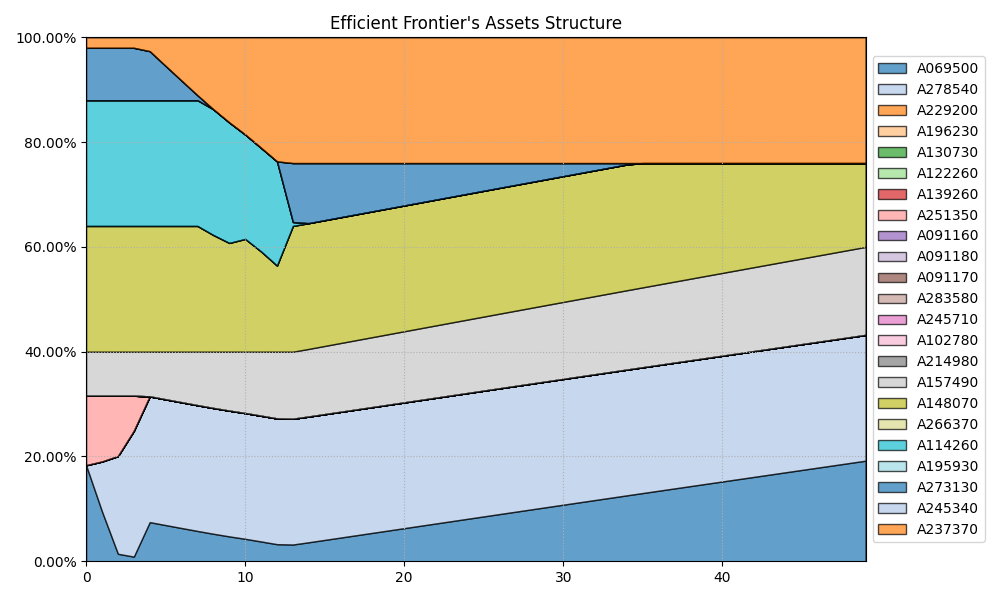 Efficient Frontier's Assets Structure
100.00%
80.00%
60.00%
40.00%
20.00%
0.00%
0
10
20
30
40
A069500
A278540
A229200
A196230
A130730
A122260
A139260
A251350
A091160
A091180
A091170
A283580
A245710
A102780
A214980
A157490
A148070
A266370
A114260
A195930
A273130
A245340
A237370